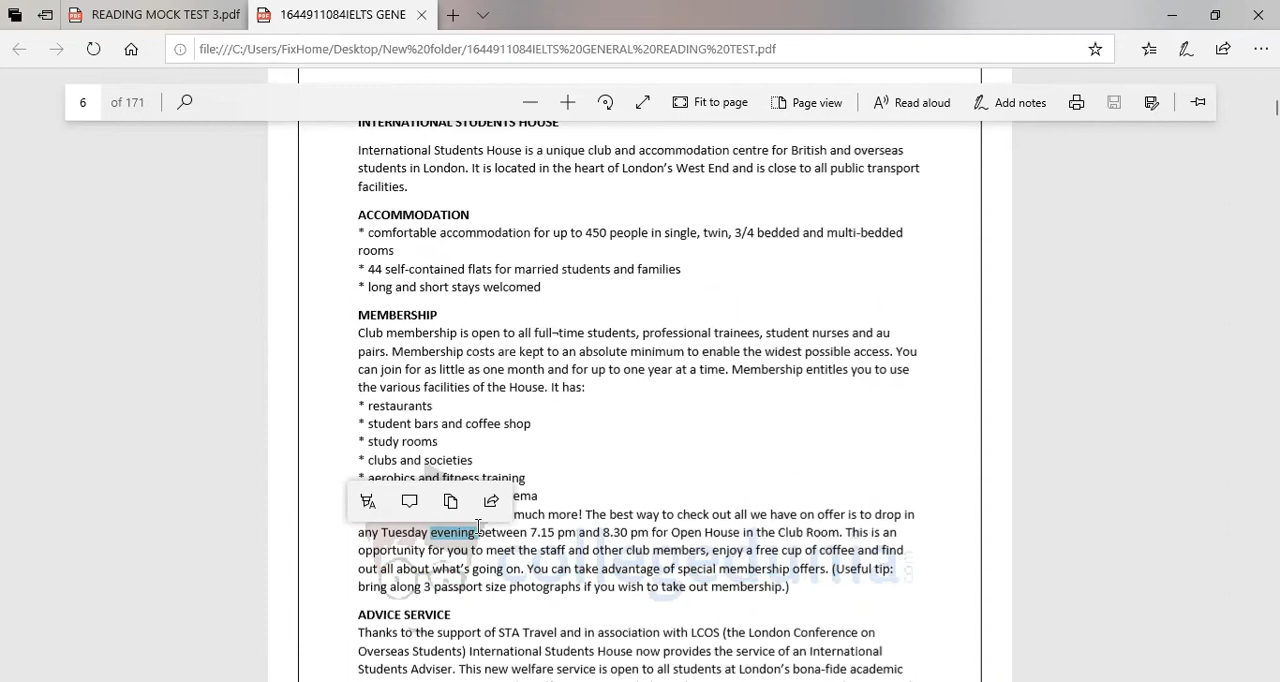 READING MOCK TEST 3.pdf
1644911084IELTS GENE
file:///C:/Users/FixHome/Desktop/New%20folder/1644911084IELTS%20GENERAL%20READING%20TEST.pdf
6 of 171 Fit to page Page view Read aloud Add notes
INTERNATIONAL STUDENTS HOUSE
International Students House is a unique club and accommodation centre for British and overseas
students in London. It is located in the heart of London's West End and is close to all public transport
facilities.
ACCOMMODATION
* comfortable accommodation for up to 450 people in single, twin, 3/4 bedded and multi-bedded
rooms
* 44 self-contained flats for married students and families
* long and short stays welcomed
MEMBERSHIP
Club membership is open to all full¬time students, professional trainees, student nurses and au
pairs. Membership costs are kept to an absolute minimum to enable the widest possible access. You
can join for as little as one month and for up to one year at a time. Membership entitles you to use
the various facilities of the House. It has:
* restaurants
* student bars and coffee shop
* study rooms
* clubs and societies
* aerobics and fitness training
ema
much more! The best way to check out all we have on offer is to drop in
any Tuesday evening between 7.15 pm and 8.30 pm for Open House in the Club Room. This is an
opportunity for you to meet the staff and other club members, enjoy a free cup of coffee and find
out all about what's going on. You can take advantage of special membership offers. (Useful tip:
bring along 3 passport size photographs if you wish to take out membership.)
ADVICE SERVICE
Thanks to the support of STA Travel and in association with LCOS (the London Conference on
Overseas Students) International Students House now provides the service of an International
Students Adviser. This new welfare service is open to all students at London's bona-fide academic